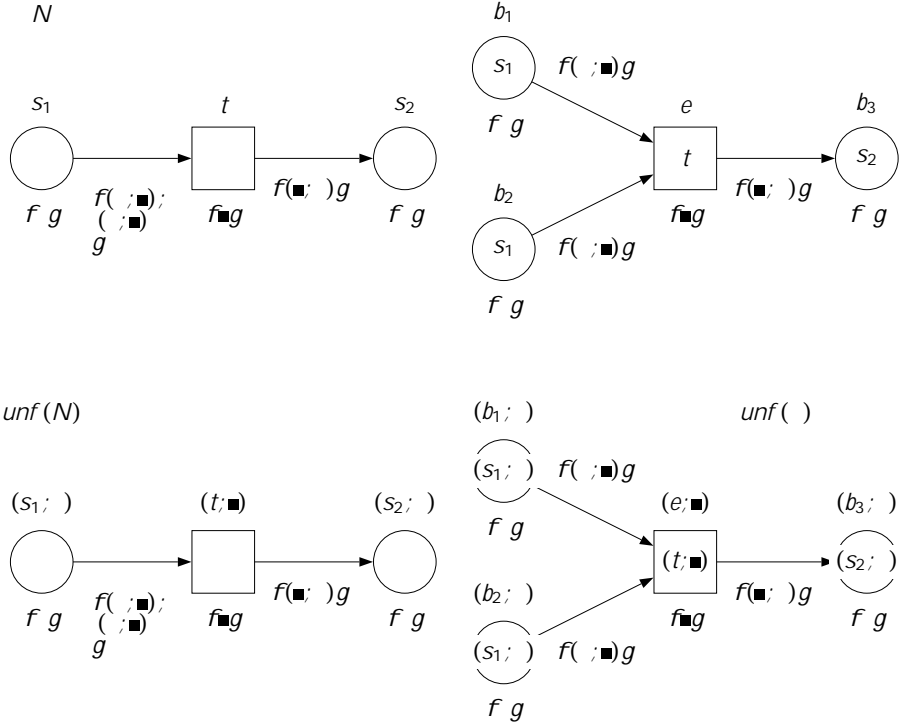 N
b1
s1
f( ;■)g
s1
t
s2
f g
e
b3
t
s2
f( ;■);
( ;■)
g
f(■; )g
f(■; )g
f g
f■g
f g
b2
f■g
f g
s1
f( ;■)g
f g
unf(N)
(b1; )
unf( )
(s1; )
f( ;■)g
(s1; )
(t;■)
(s2; )
f g
(e;■)
(b3; )
(t;■)
(s2; )
f( ;■);
( ;■)
g
f(■; )g
f(■; )g
f g
f■g
f g
(b2; )
f■g
f g
(s1; )
f( ;■)g
f g